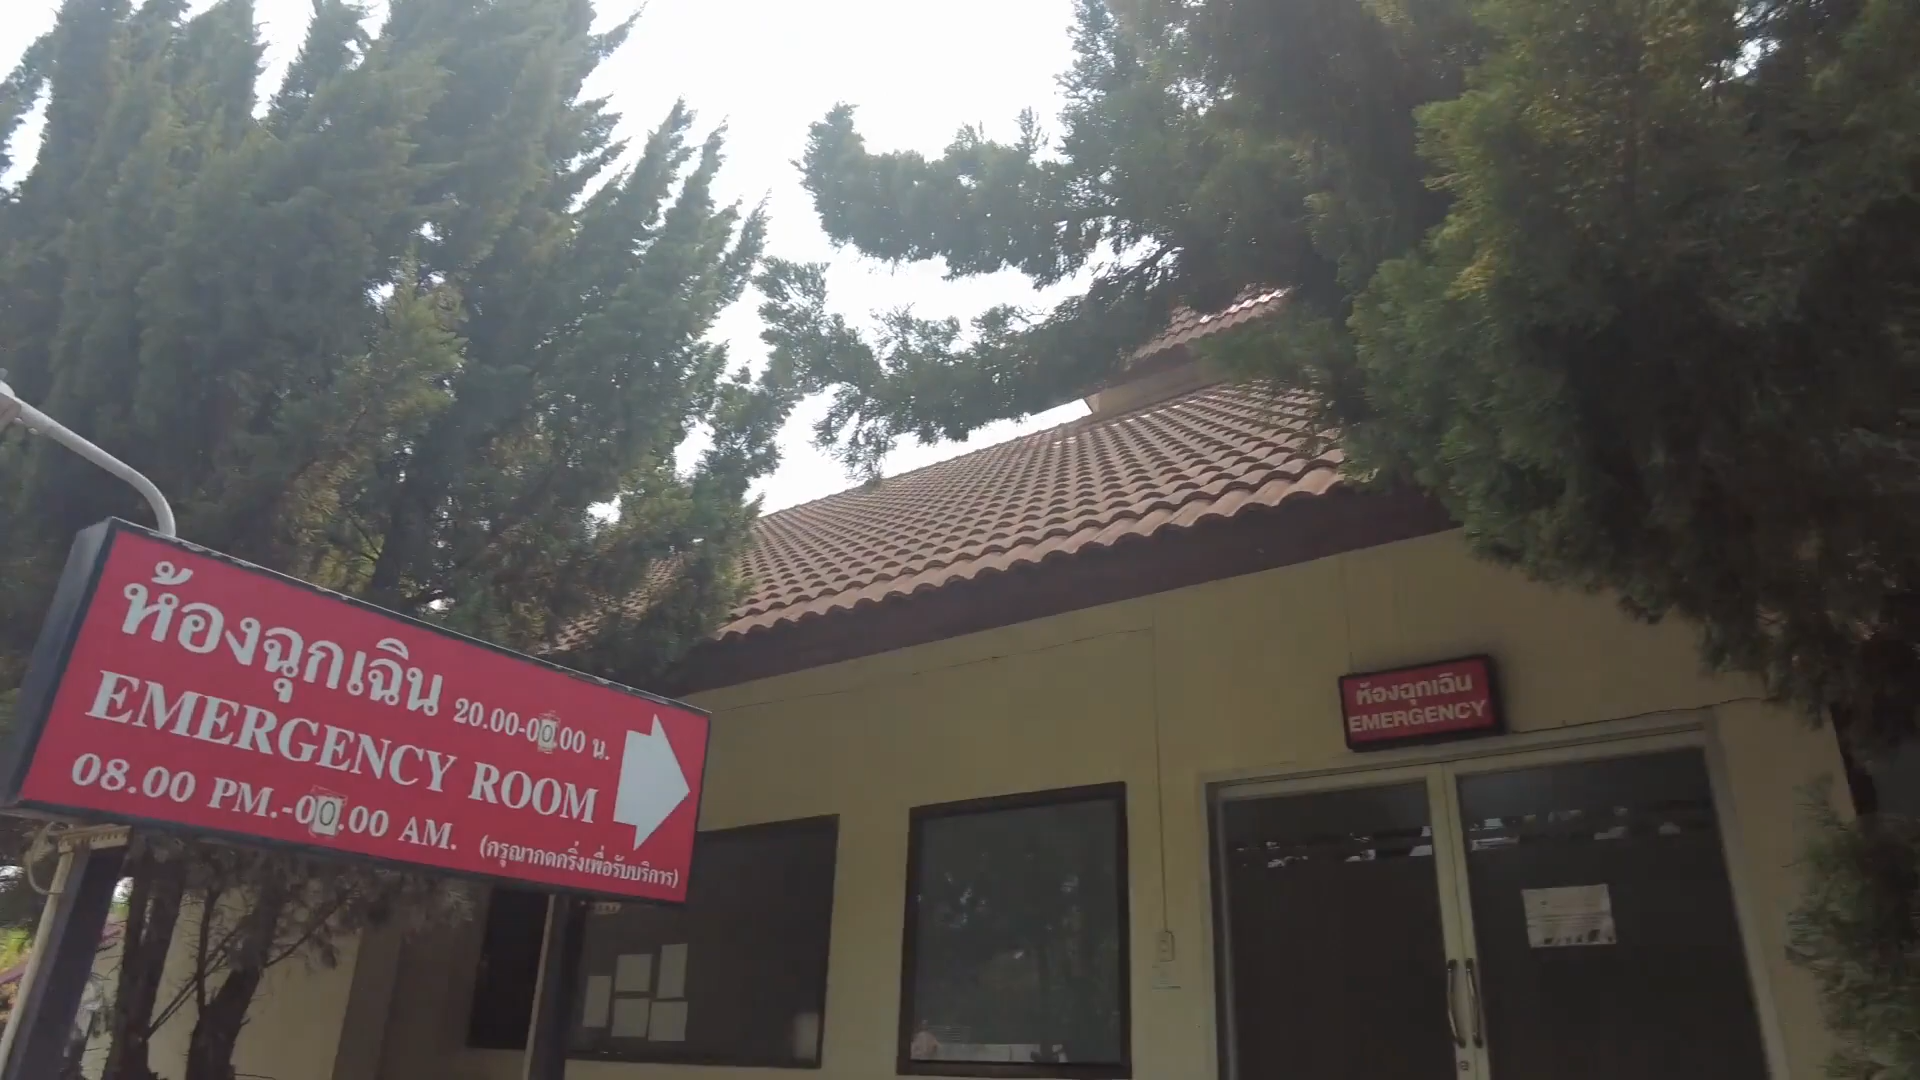 ห้องฉุกเฉิน 20.00-00.00 น.
EMERGENCY ROOM
08.00 PM.-00.00 AM. (กรุณากดกริ่งเพื่อรับบริการ)
ห้องฉุกเฉิน
EMERGENCY